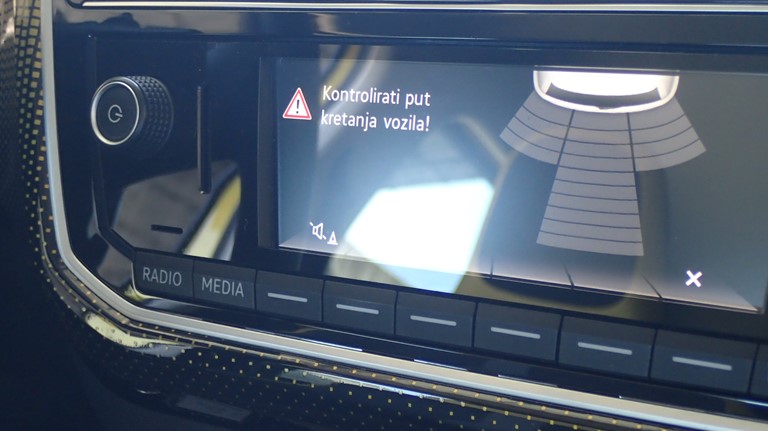 Kontrolirati put
kretanja vozila!
RADIO
MEDIA